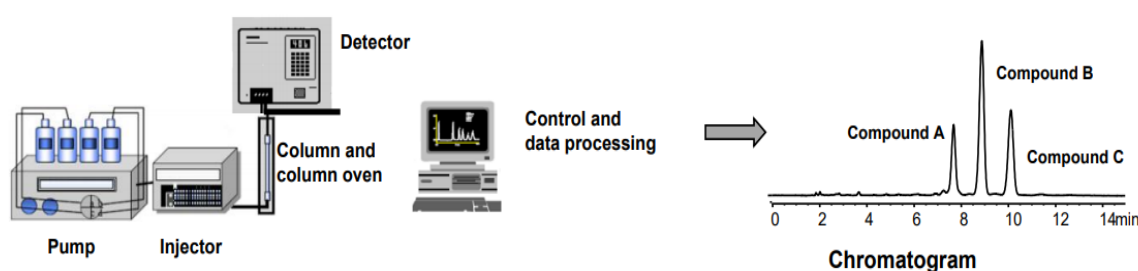 Detector
Compound B
Control and
data processing
Compound A
Column and
column oven
Compound C
0 2 4 6 8 10 12 14min
Pump
Injector
Chromatogram